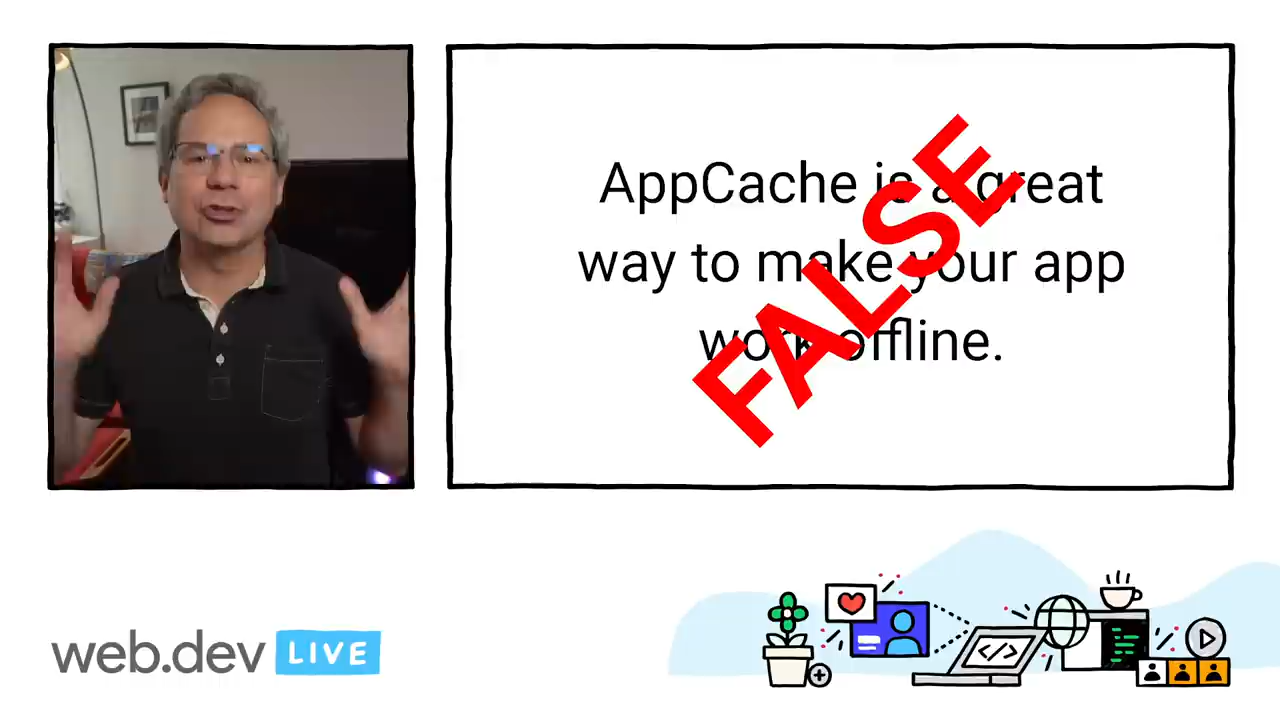 AppCache is a great
way to make your app
work offline.
FALSE
web.dev LIVE
</>